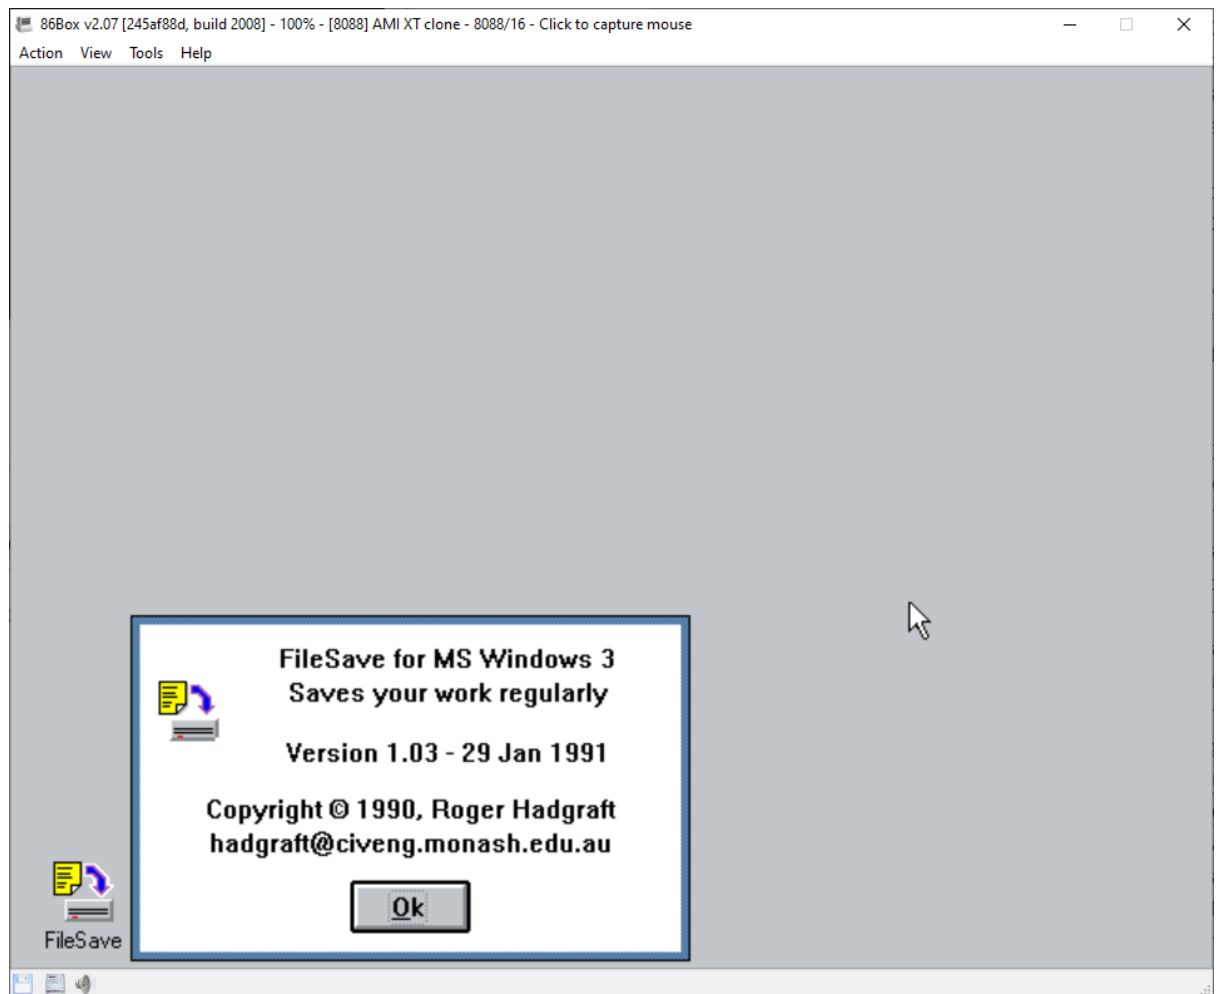 86Box v2.07 [245af88d, build 2008] - 100% - [8088] AMI XT clone - 8088/16 - Click to capture mouse
Action View Tools Help
FileSave for MS Windows 3
Saves your work regularly
Version 1.03 - 29 Jan 1991
Copyright © 1990, Roger Hadgraft
hadgraft@civeng.monash.edu.au
Ok
FileSave